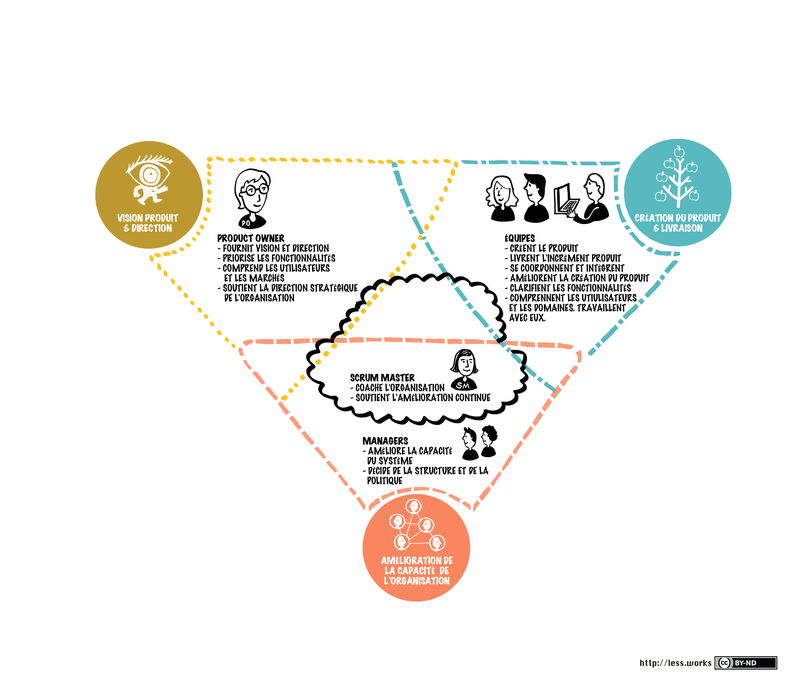 VISION PRODUIT
& DIRECTION
PO
PRODUCT OWNER
- FOURNIT VISION ET DIRECTION
- PRIORISE LES FONCTIONNALITÉS
- COMPREND LES UTILISATEURS
ET LES MARCHÉS
- SOUTIENT LA DIRECTION STRATÉGIQUE
DE L'ORGANISATION
CRÉATION DU PRODUIT
& LIVRAISON
ÉQUIPES
- CRÉENT LE PRODUIT
- LIVRENT L'INCRÉMENT PRODUIT
- SE COORDONNENT ET INTÈGRENT
- AMÉLIORENT LA CRÉATION DU PRODUIT
- CLARIFIENT LES FONCTIONNALITÉS
- COMPRENNENT LES UTIULISATEURS
ET LES DOMAINES. TRAVAILLENT
AVEC EUX.
SCRUM MASTER
- COACHE L'ORGANISATION
- SOUTIENT L'AMÉLIORATION CONTINUE
SM
MANAGERS
- AMÉLIORE LA CAPACITÉ
DU SYSTÈME
- DÉCIDE DE LA STRUCTURE ET DE LA
POLITIQUE
AMÉLIORATION DE
LA CAPACITÉ DE
L'ORGANISATION
http://less.works
cc BY-ND